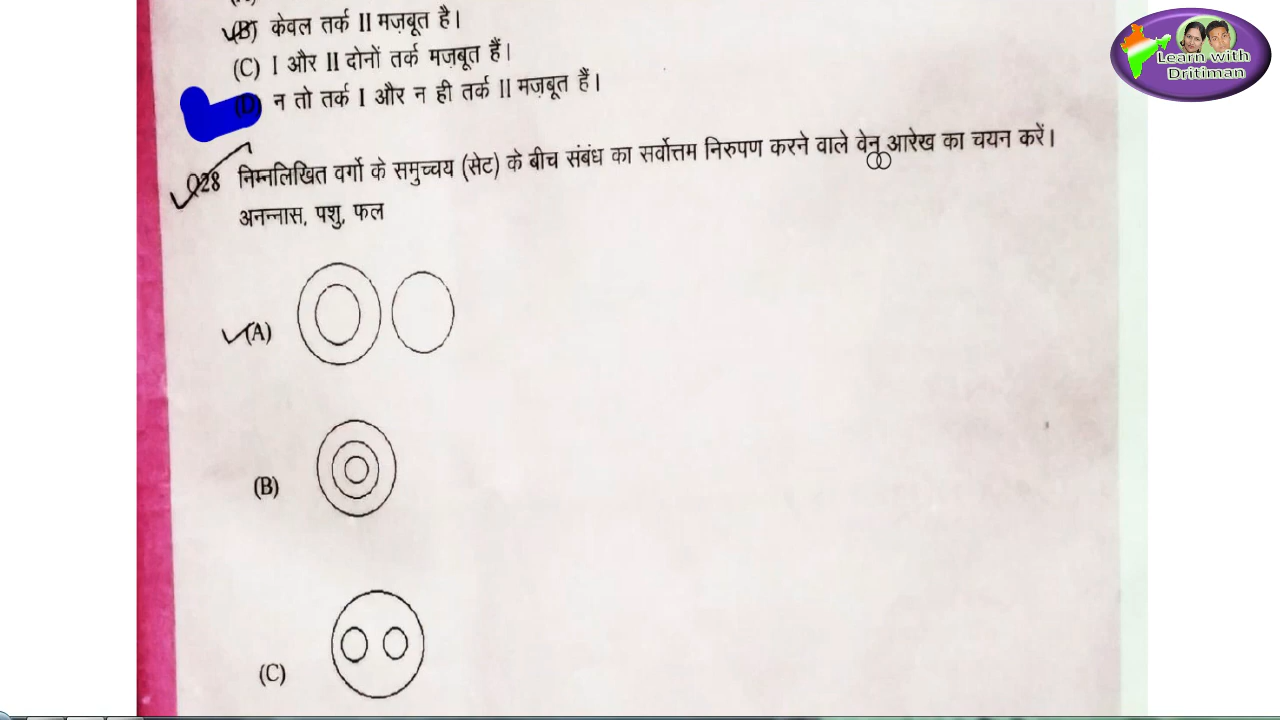 (B) केवल तर्क II मज़बूत है।
(C) I और II दोनों तर्क मज़बूत हैं।
(D) न तो तर्क I और न ही तर्क II मज़बूत हैं।
Learn with
Dritiman
Q28 निम्नलिखित वर्गो के समुच्चय (सेट) के बीच संबंध का सर्वोत्तम निरुपण करने वाले वेन आरेख का चयन करें।
अनन्नास, पशु, फल
(A)
(B)
(C)